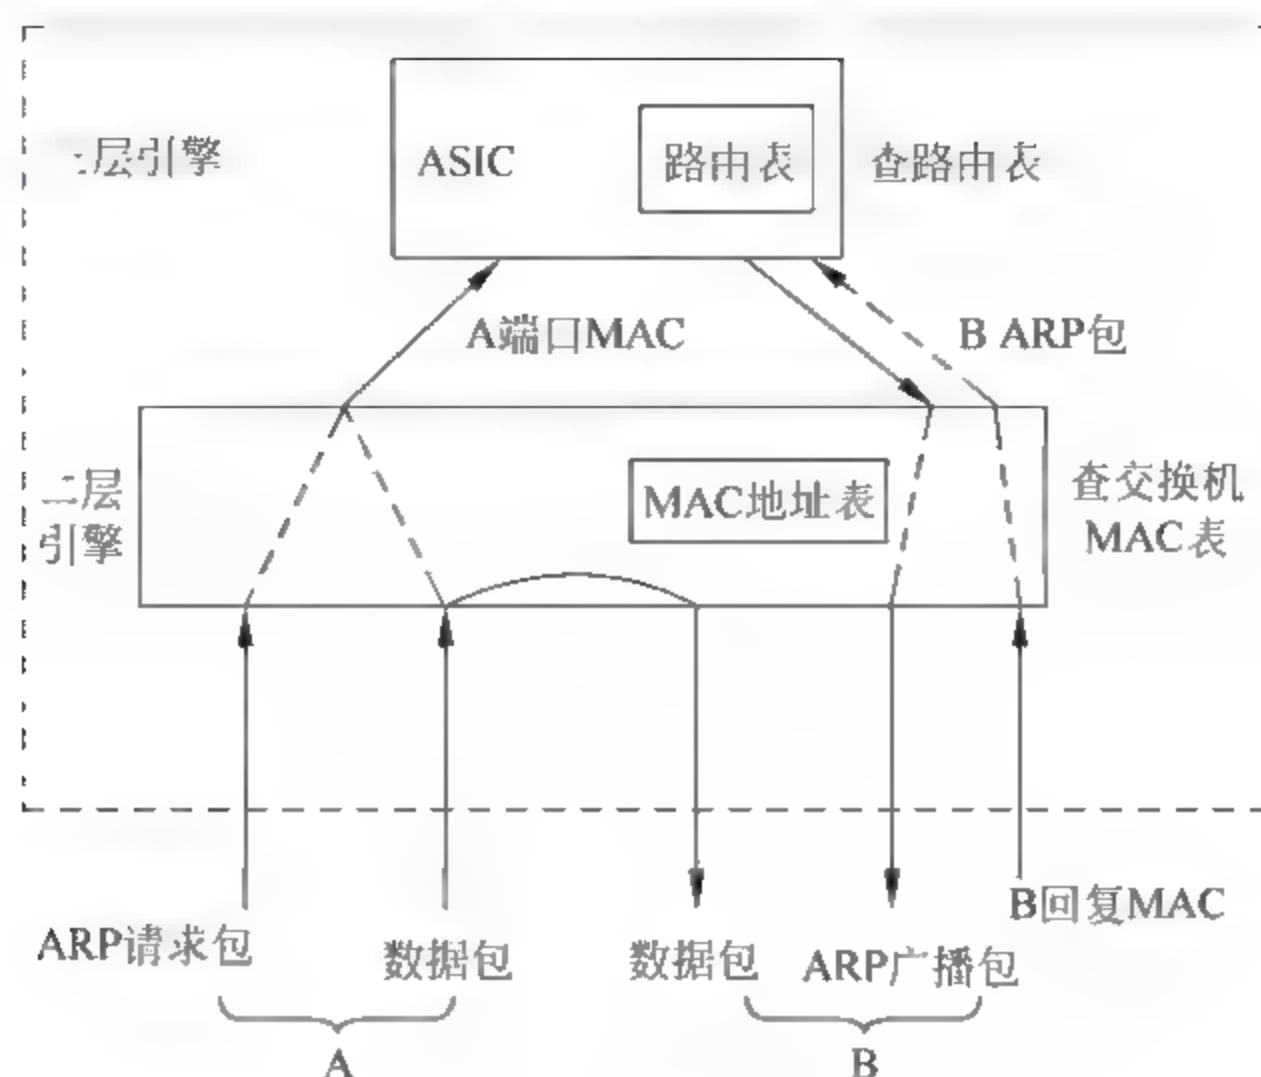 层引擎
ASIC
路由表
查路由表
A端口MAC
B ARP包
二层
引擎
MAC地址表
查交换机
MAC表
ARP请求包
数据包
数据包
ARP广播包
B回复MAC
A
B